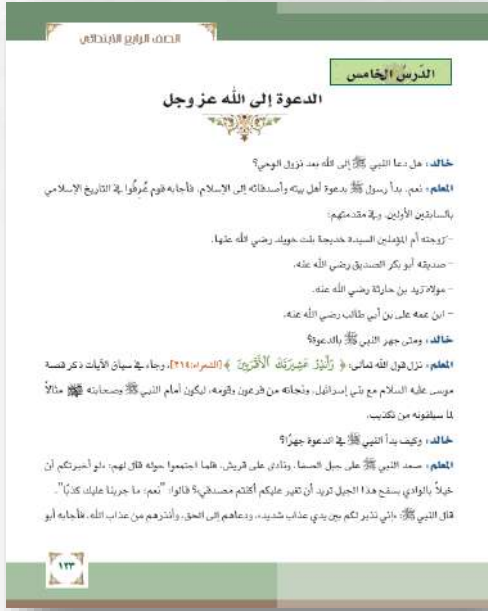 الصف الرابع الابتدائي
الدّرسُ الخامس
الدعوة إلى الله عز وجل
خالد: هل دعا النبي ﷺ إلى الله بعد نزول الوحي؟
المعلم: نعم، بدأ رسول ﷺ بدعوة أهل بيته وأصدقائه إلى الإسلام، فأجابه قوم عُرِفُوا في التاريخ الإسلامي
بالسابقين الأولين، وفي مقدمتهم:
- زوجته أم المؤمنين السيدة خديجة بنت خويلد رضي الله عنها.
- صديقه أبو بكر الصديق رضي الله عنه.
- مولاه زيد بن حارثة رضي الله عنه.
- ابن عمه علي بن أبي طالب رضي الله عنه.
خالد: ومتى جهر النبي ﷺ بالدعوة؟
المعلم: نزل قول الله تعالى: ﴿ وَأَنذِرْ عَشِيرَتَكَ الْأَقْرَبِينَ ﴾ [الشعراء:٢١٤]، وجاء في سياق الآيات ذكر قصة
موسى عليه السلام مع بني إسرائيل، ونجاته من فرعون وقومه، ليكون أمام النبي ﷺ وصحابته مثالاً
لما سيلقونه من تكذيب.
خالد: وكيف بدأ النبي ﷺ في الدعوة جهرًا؟
المعلم: صعد النبي ﷺ على جبل الصفا، ونادى على قريش، فلما اجتمعوا حوله قال لهم: «لو أخبرتكم أن
خيلاً بالوادي بسفح هذا الجبل تريد أن تغير عليكم أكنتم مصدقيّ؟ قالوا: "نعم؛ ما جربنا عليك كذبًا".
قال النبي ﷺ: «إني نذير لكم بين يدي عذاب شديد»، ودعاهم إلى الحق، وأنذرهم من عذاب الله، فأجابه أبو
١٢٣